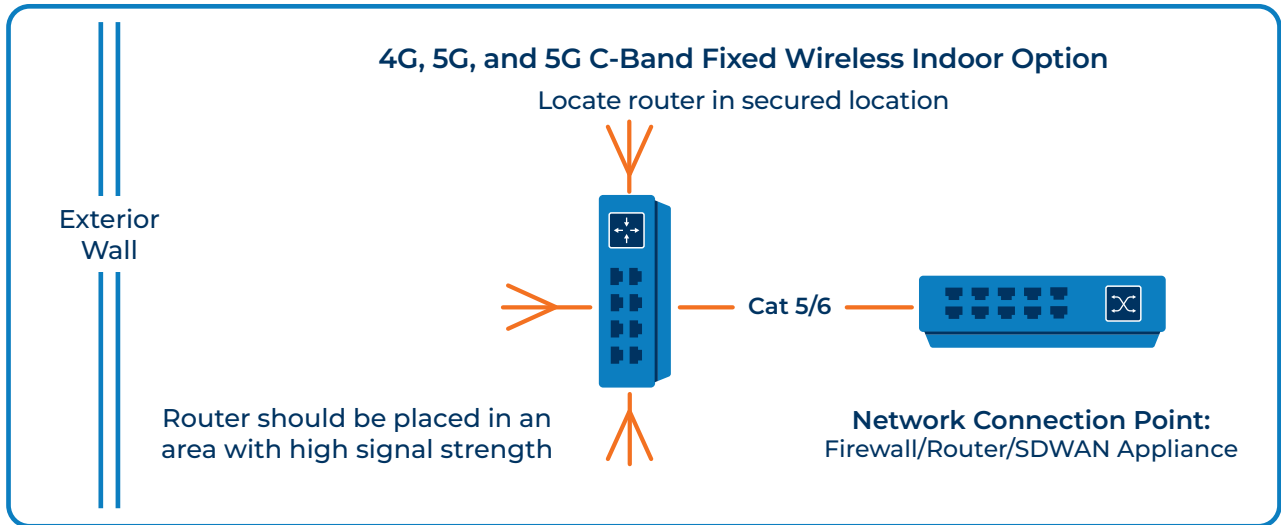 4G, 5G, and 5G C-Band Fixed Wireless Indoor Option
Locate router in secured location
Exterior
Wall
Cat 5/6
Router should be placed in an
area with high signal strength
Network Connection Point:
Firewall/Router/SDWAN Appliance